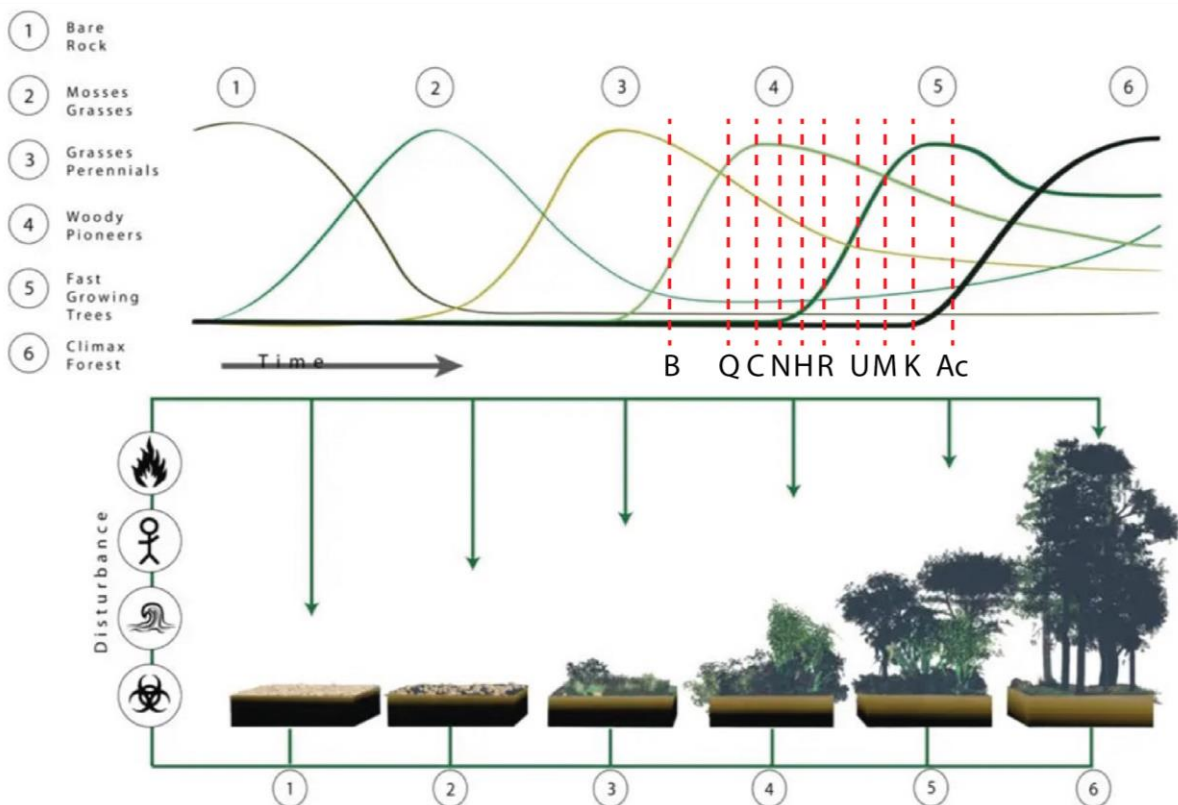 1 Bare
Rock
2 Mosses
Grasses
3 Grasses
Perennials
4 Woody
Pioneers
5 Fast
Growing
Trees
6 Climax
Forest
1 2 3 4 5 6
Time
B Q C N H R U M K Ac
Disturbance
1 2 3 4 5 6